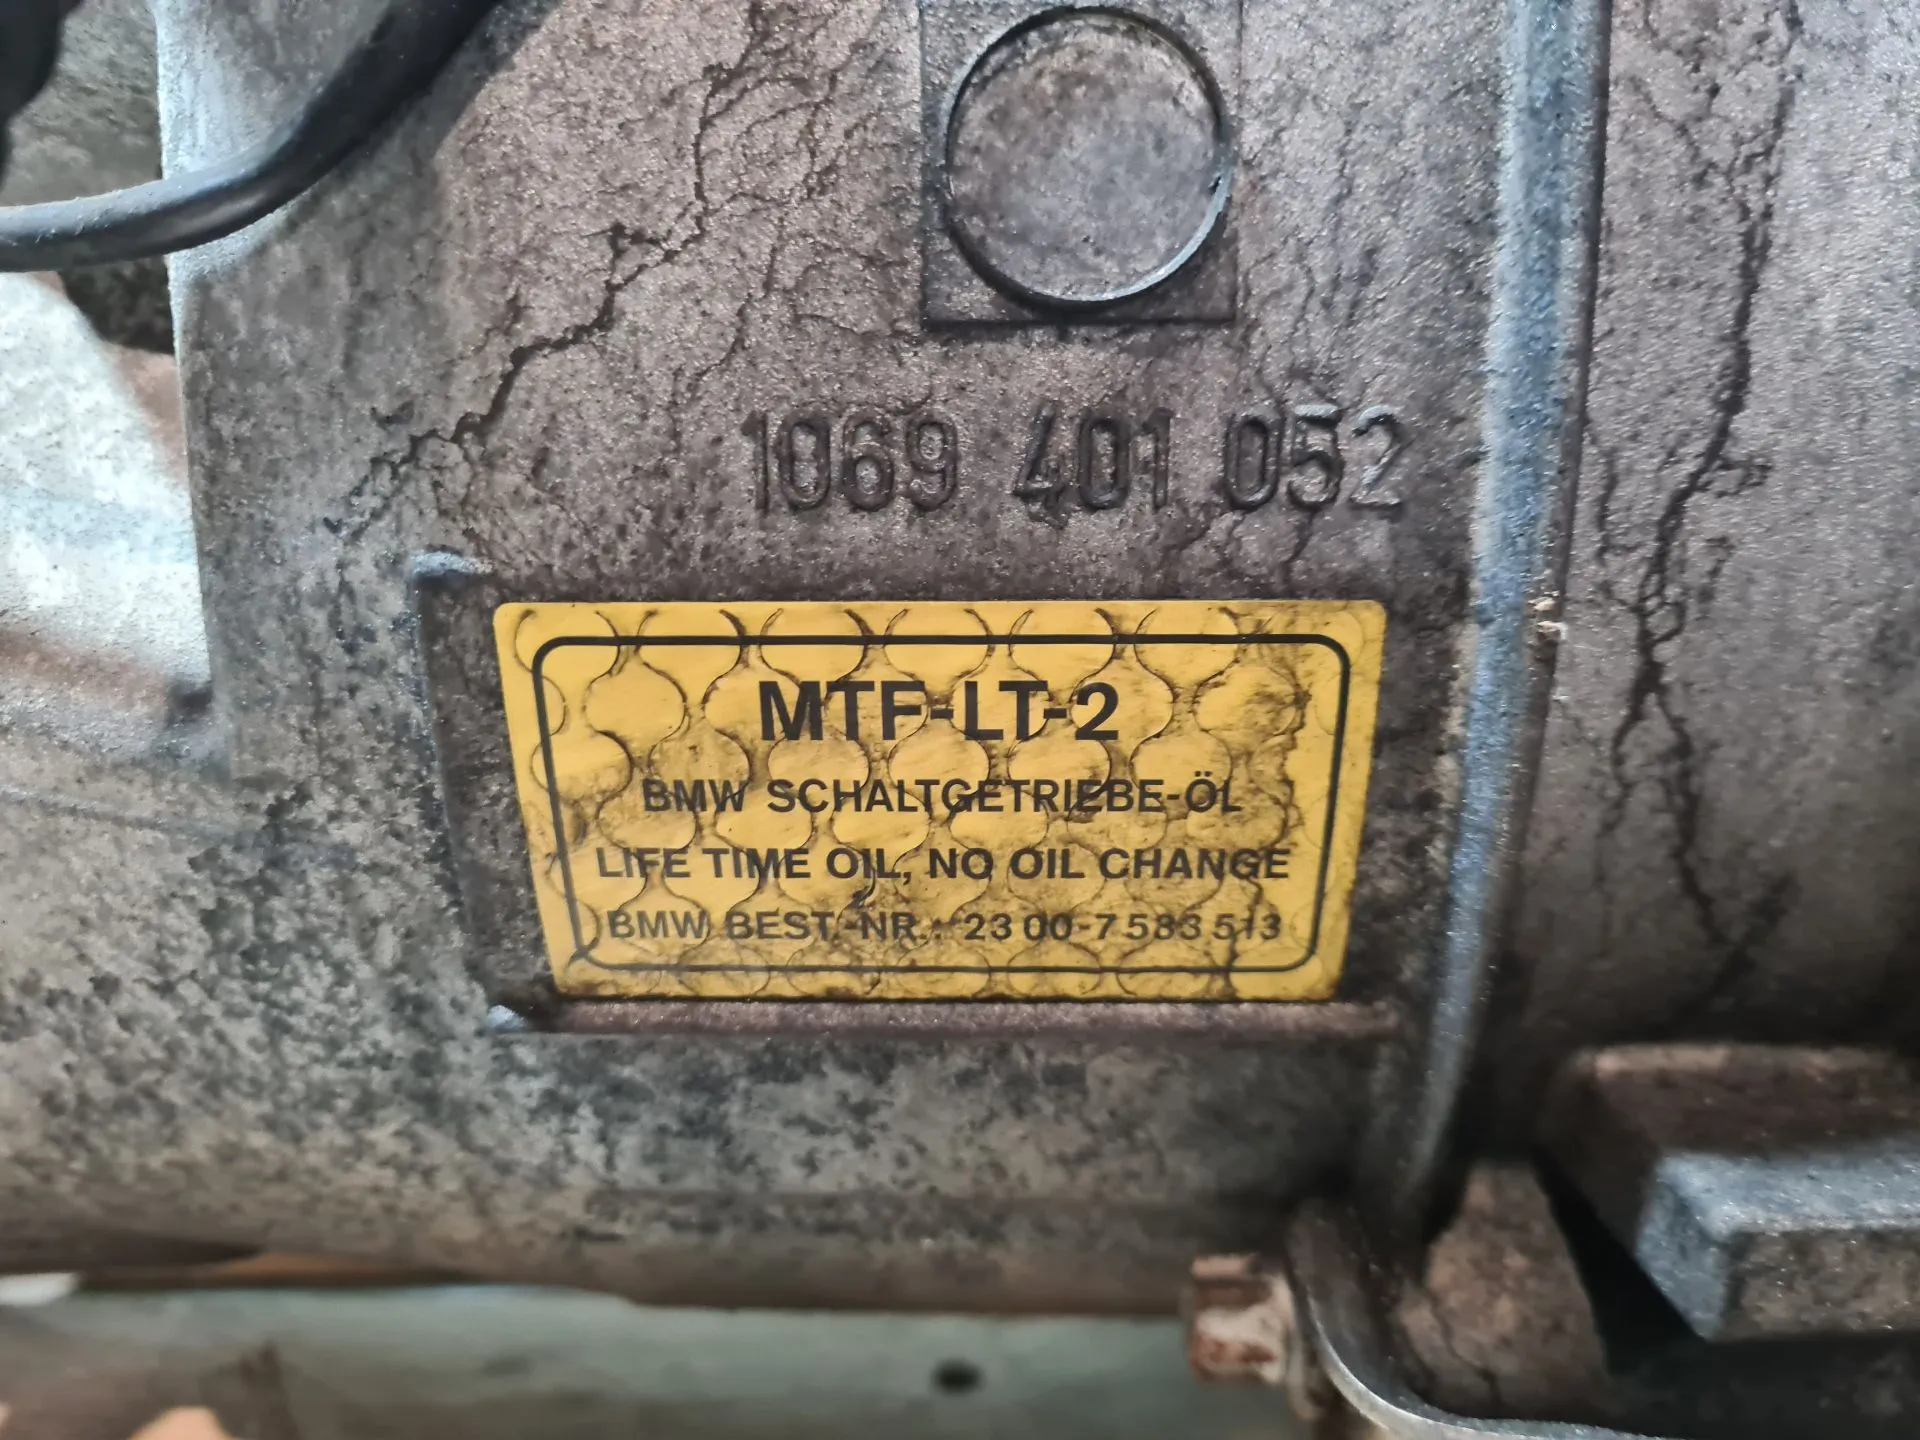 1069 401 052
MTF-LT-2
BMW SCHALTGETRIEBE-ÖL
LIFE TIME OIL, NO OIL CHANGE
BMW BEST.-NR.: 23 00-7 583 513